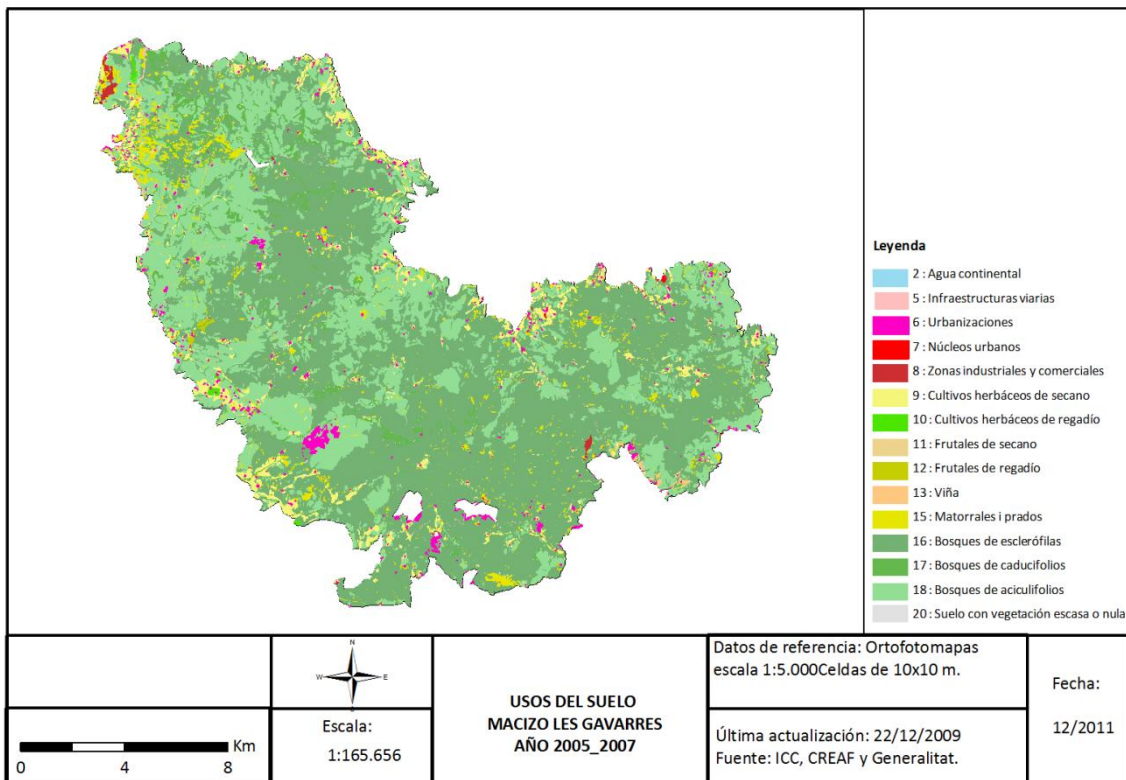 Leyenda
2 : Agua continental
5 : Infraestructuras viarias
6 : Urbanizaciones
7 : Núcleos urbanos
8 : Zonas industriales y comerciales
9 : Cultivos herbáceos de secano
10 : Cultivos herbáceos de regadío
11 : Frutales de secano
12 : Frutales de regadío
13 : Viña
15 : Matorrales i prados
16 : Bosques de esclerófilas
17 : Bosques de caducifolios
18 : Bosques de aciculifolios
20 : Suelo con vegetación escasa o nula
N
W
E
S
Escala:
1:165.656
Km
0 4 8
USOS DEL SUELO
MACIZO LES GAVARRES
AÑO 2005_2007
Datos de referencia: Ortofotomapas
escala 1:5.000Celdas de 10x10 m.
Última actualización: 22/12/2009
Fuente: ICC, CREAF y Generalitat.
Fecha:
12/2011